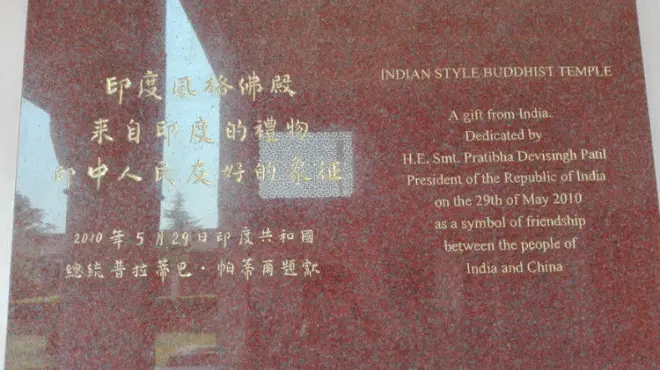 印度風格佛殿
来自印度的禮物
印中人民友好的象征
2010年5月29日印度共和國
總統普拉蒂巴·帕蒂爾題獻
INDIAN STYLE BUDDHIST TEMPLE
A gift from India.
Dedicated by
H.E. Smt. Pratibha Devisingh Patil
President of the Republic of India
on the 29th of May 2010
as a symbol of friendship
between the people of
India and China